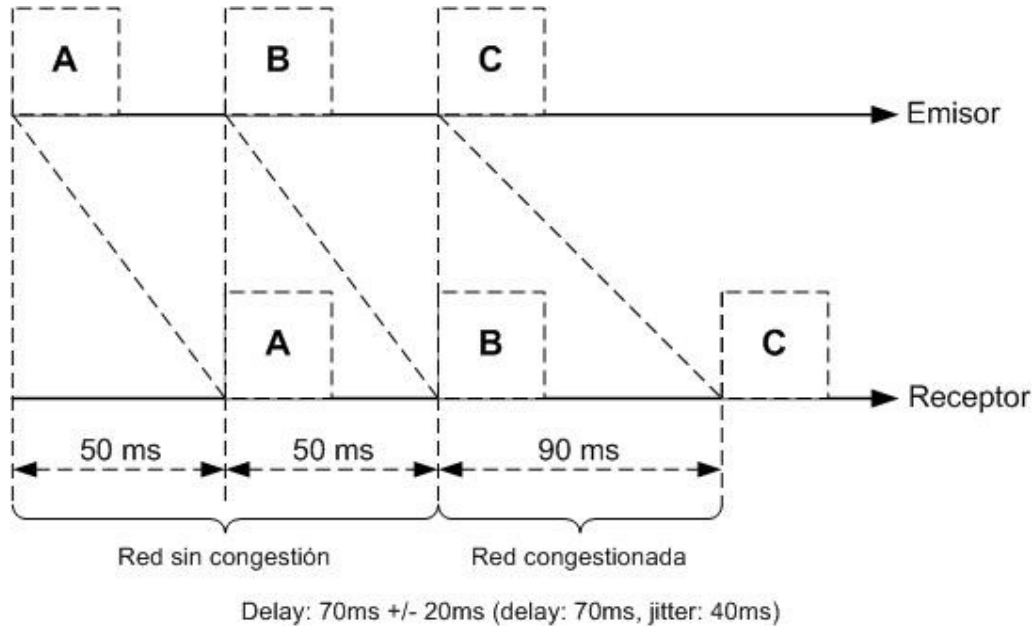 A B C
Emisor
A B C
Receptor
50 ms 50 ms 90 ms
Red sin congestión Red congestionada
Delay: 70ms +/- 20ms (delay: 70ms, jitter: 40ms)